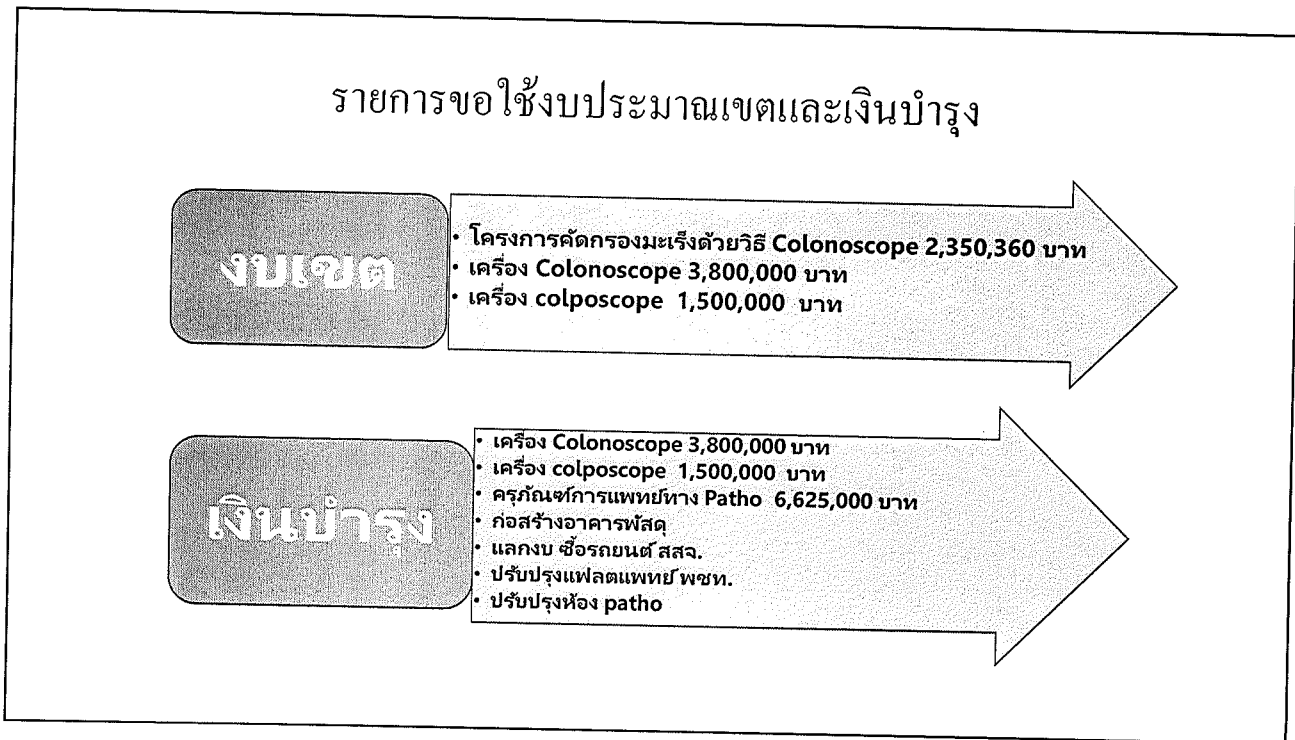 รายการขอใช้งบประมาณเขตและเงินบำรุง
งบเขต
• โครงการคัดกรองมะเร็งด้วยวิธี Colonoscope 2,350,360 บาท
• เครื่อง Colonoscope 3,800,000 บาท
• เครื่อง colposcope 1,500,000 บาท
เงินบำรุง
• เครื่อง Colonoscope 3,800,000 บาท
• เครื่อง colposcope 1,500,000 บาท
• ครุภัณฑ์การแพทย์ทาง Patho 6,625,000 บาท
• ก่อสร้างอาคารพัสดุ
• แลกงบ ซื้อรถยนต์ สสจ.
• ปรับปรุงแฟลตแพทย์ พชท.
• ปรับปรุงห้อง patho